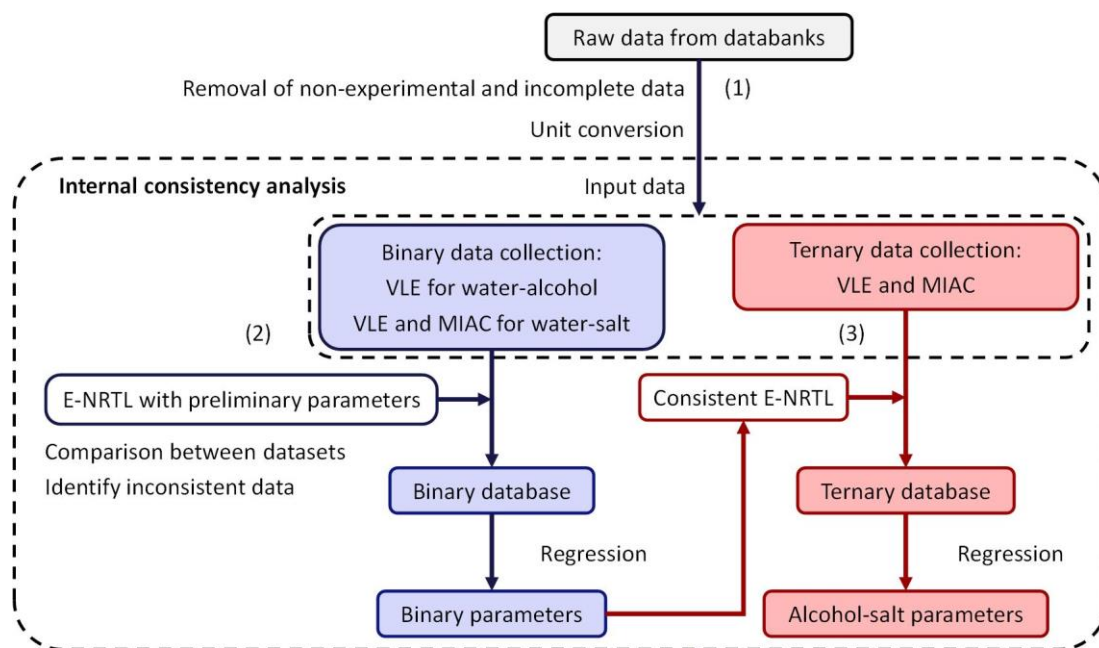 Raw data from databanks
Removal of non-experimental and incomplete data
(1)
Unit conversion
Internal consistency analysis
Input data
Binary data collection:
VLE for water-alcohol
VLE and MIAC for water-salt
Ternary data collection:
VLE and MIAC
(2)
(3)
E-NRTL with preliminary parameters
Consistent E-NRTL
Comparison between datasets
Identify inconsistent data
Binary database
Ternary database
Regression
Regression
Binary parameters
Alcohol-salt parameters